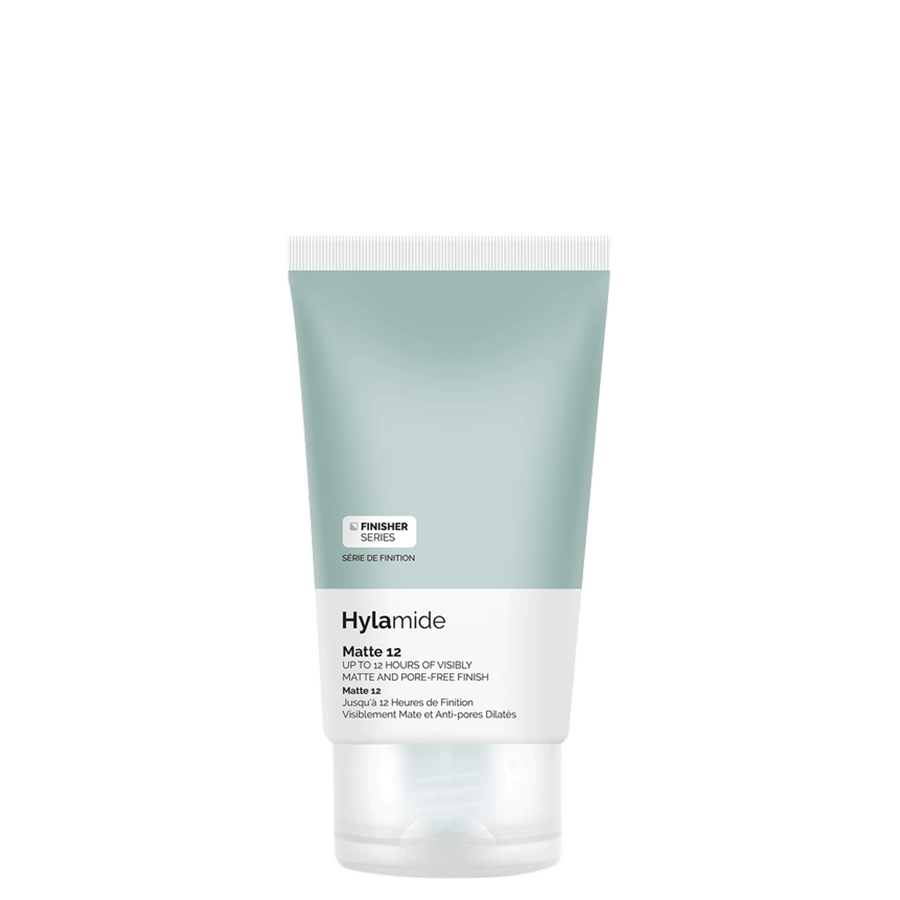 FINISHER
SERIES
SÉRIE DE FINITION
Hylamide
Matte 12
UP TO 12 HOURS OF VISIBLY
MATTE AND PORE-FREE FINISH
Matte 12
Jusqu'à 12 Heures de Finition
Visiblement Mate et Anti-pores Dilatés